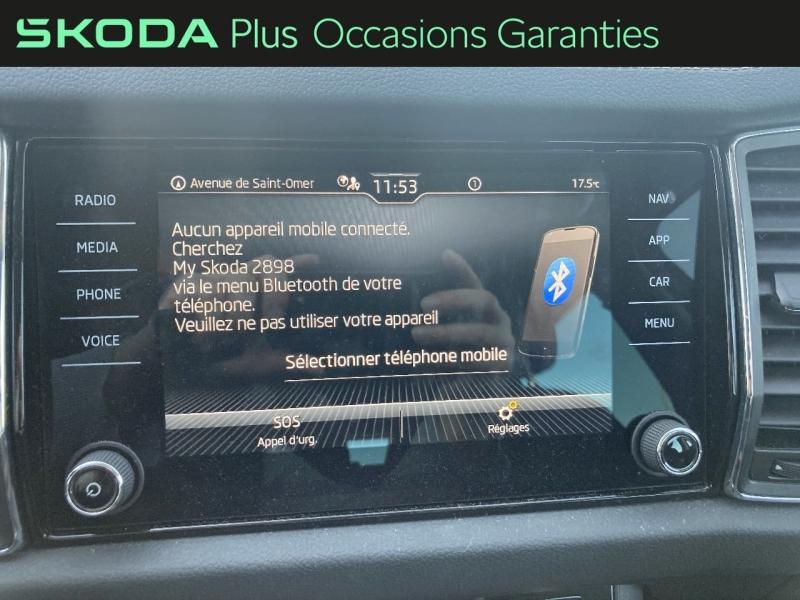 SKODA Plus Occasions Garanties
Avenue de Saint-Omer 11:53 1 17.5°c
RADIO
MEDIA
PHONE
VOICE
Aucun appareil mobile connecté.
Cherchez
My Skoda 2898
via le menu Bluetooth de votre
téléphone.
Veuillez ne pas utiliser votre appareil
Sélectionner téléphone mobile
SOS
Appel d'urg.
Réglages
NAV
APP
CAR
MENU